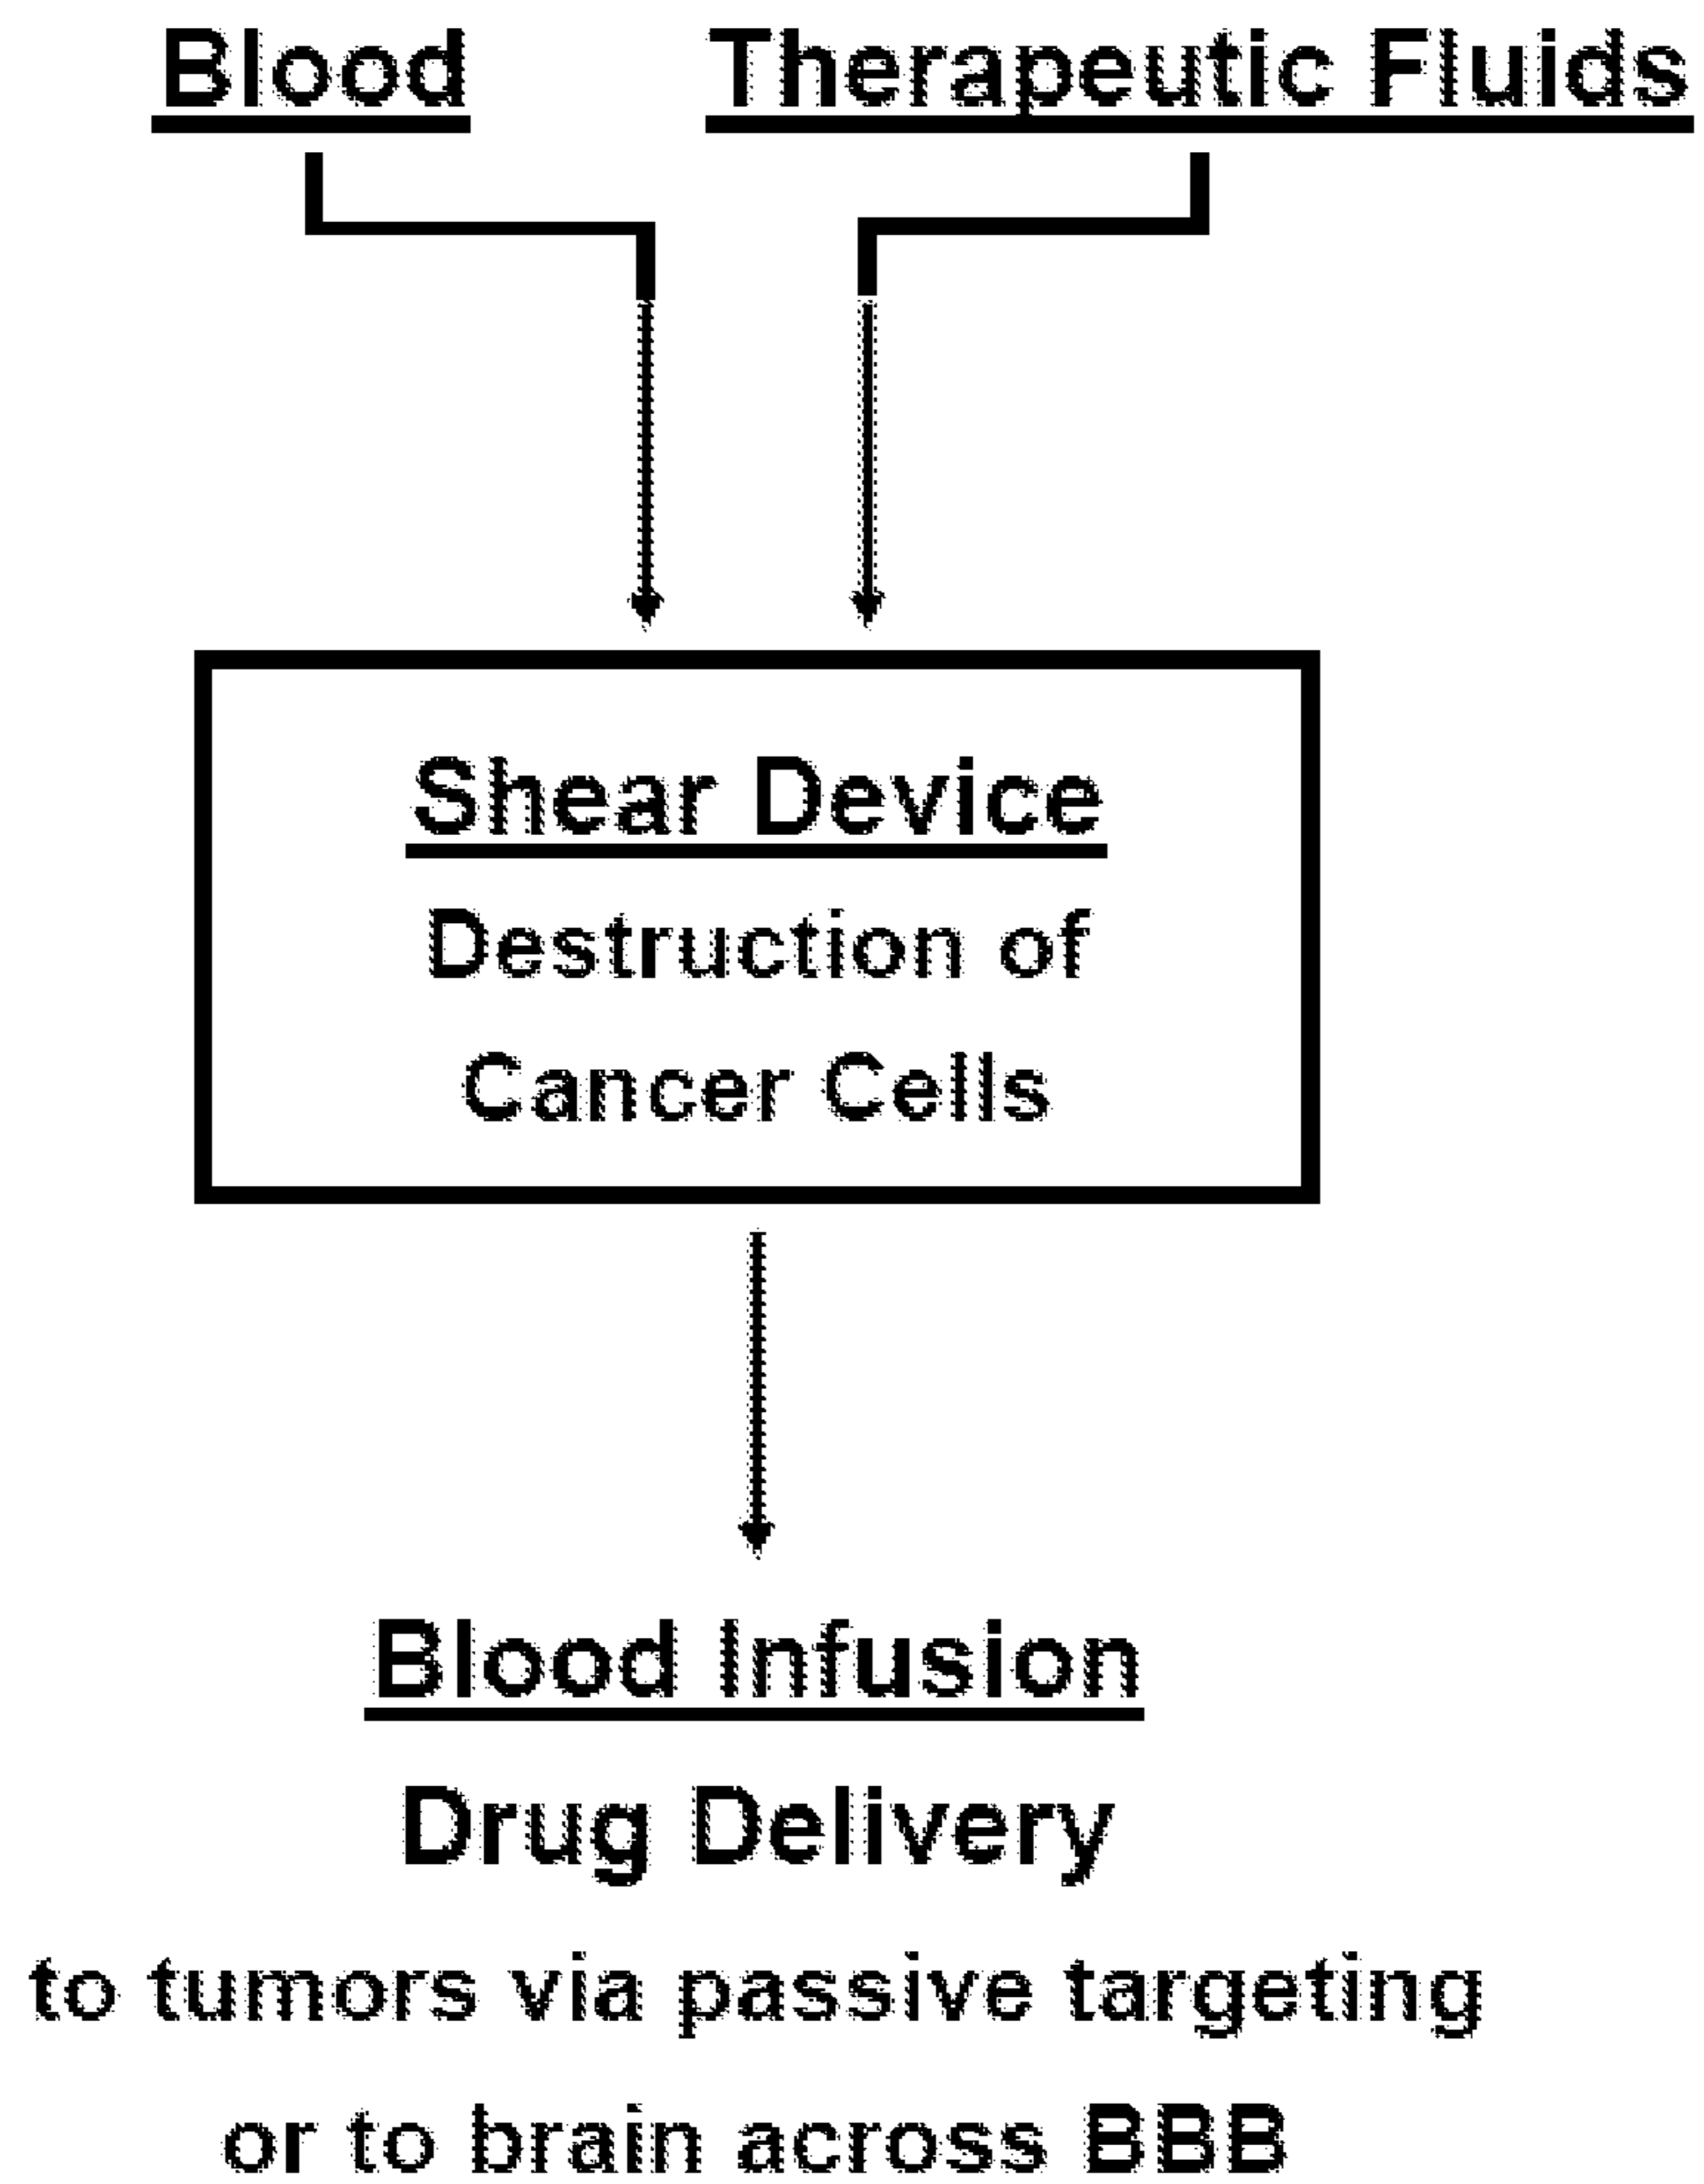 Blood
Therapeutic Fluids
Shear Device
Destruction of
Cancer Cells
Blood Infusion
Drug Delivery
to tumors via passive targeting
or to brain across BBB